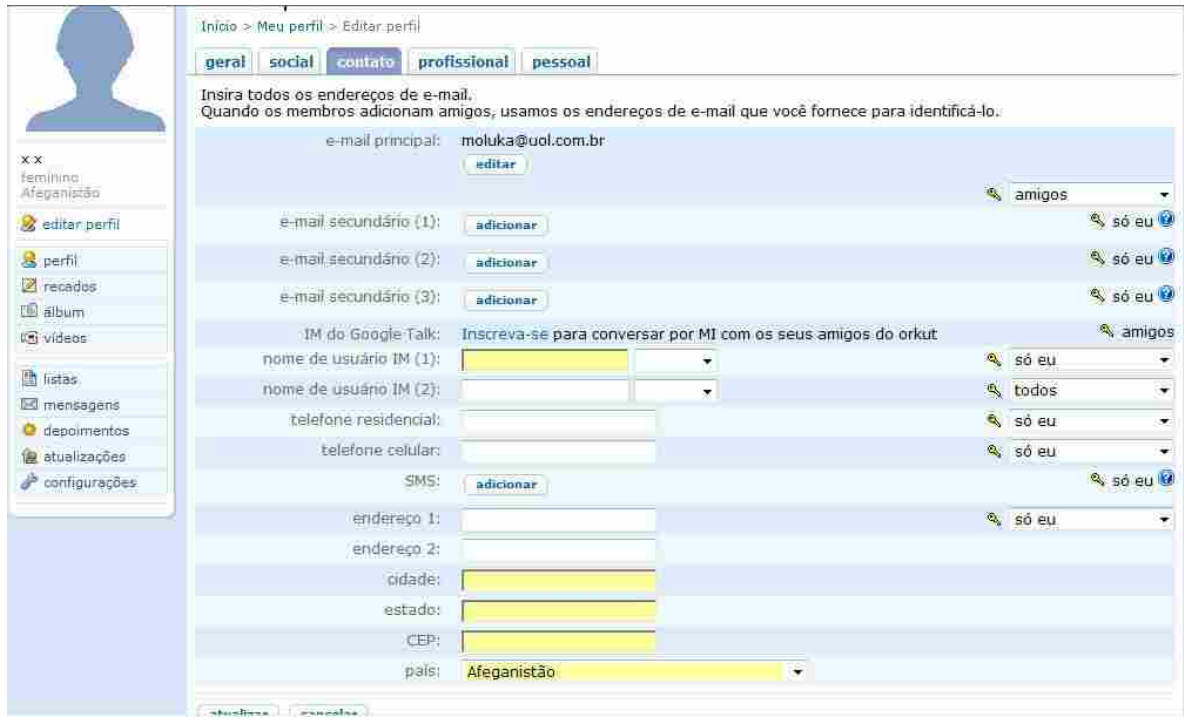 Início > Meu perfil > Editar perfil
geral social contato profissional pessoal
Insira todos os endereços de e-mail.
Quando os membros adicionam amigos, usamos os endereços de e-mail que você fornece para identificá-lo.
x x
feminino
Afeganistão
editar perfil
perfil
recados
álbum
vídeos
listas
mensagens
depoimentos
atualizações
configurações
e-mail principal: moluka@uol.com.br
editar
amigos
e-mail secundário (1): adicionar só eu
e-mail secundário (2): adicionar só eu
e-mail secundário (3): adicionar só eu
IM do Google Talk: Inscreva-se para conversar por MI com os seus amigos do orkut amigos
nome de usuário IM (1): só eu
nome de usuário IM (2): todos
telefone residencial: só eu
telefone celular: só eu
SMS: adicionar só eu
endereço 1: só eu
endereço 2:
cidade:
estado:
CEP:
país: Afeganistão
atualizar cancelar